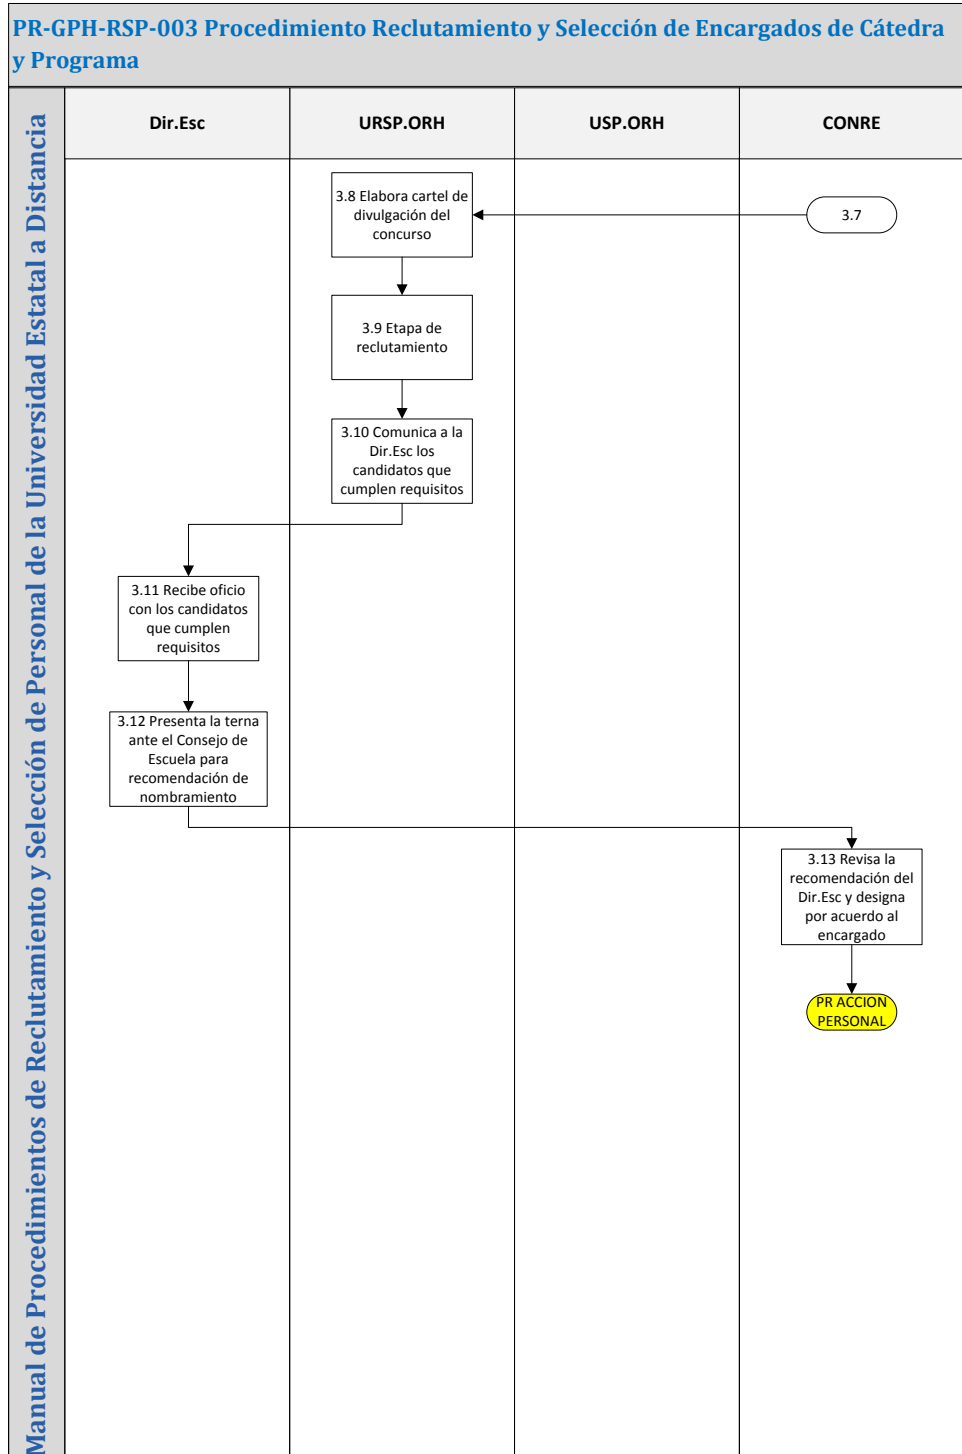 PR-GPH-RSP-003 Procedimiento Reclutamiento y Selección de Encargados de Cátedra
y Programa
Manual de Procedimientos de Reclutamiento y Selección de Personal de la Universidad Estatal a Distancia
Dir.Esc
URSP.ORH
USP.ORH
CONRE
3.7
3.8 Elabora cartel de
divulgación del
concurso
3.9 Etapa de
reclutamiento
3.10 Comunica a la
Dir.Esc los
candidatos que
cumplen requisitos
3.11 Recibe oficio
con los candidatos
que cumplen
requisitos
3.12 Presenta la terna
ante el Consejo de
Escuela para
recomendación de
nombramiento
3.13 Revisa la
recomendación del
Dir.Esc y designa
por acuerdo al
encargado
PR ACCION
PERSONAL